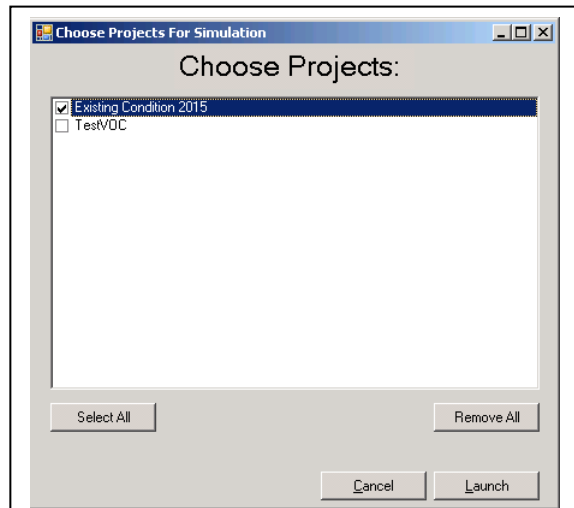 Choose Projects For Simulation
Choose Projects:
Existing Condition 2015
TestVOC
Select All
Remove All
Cancel
Launch